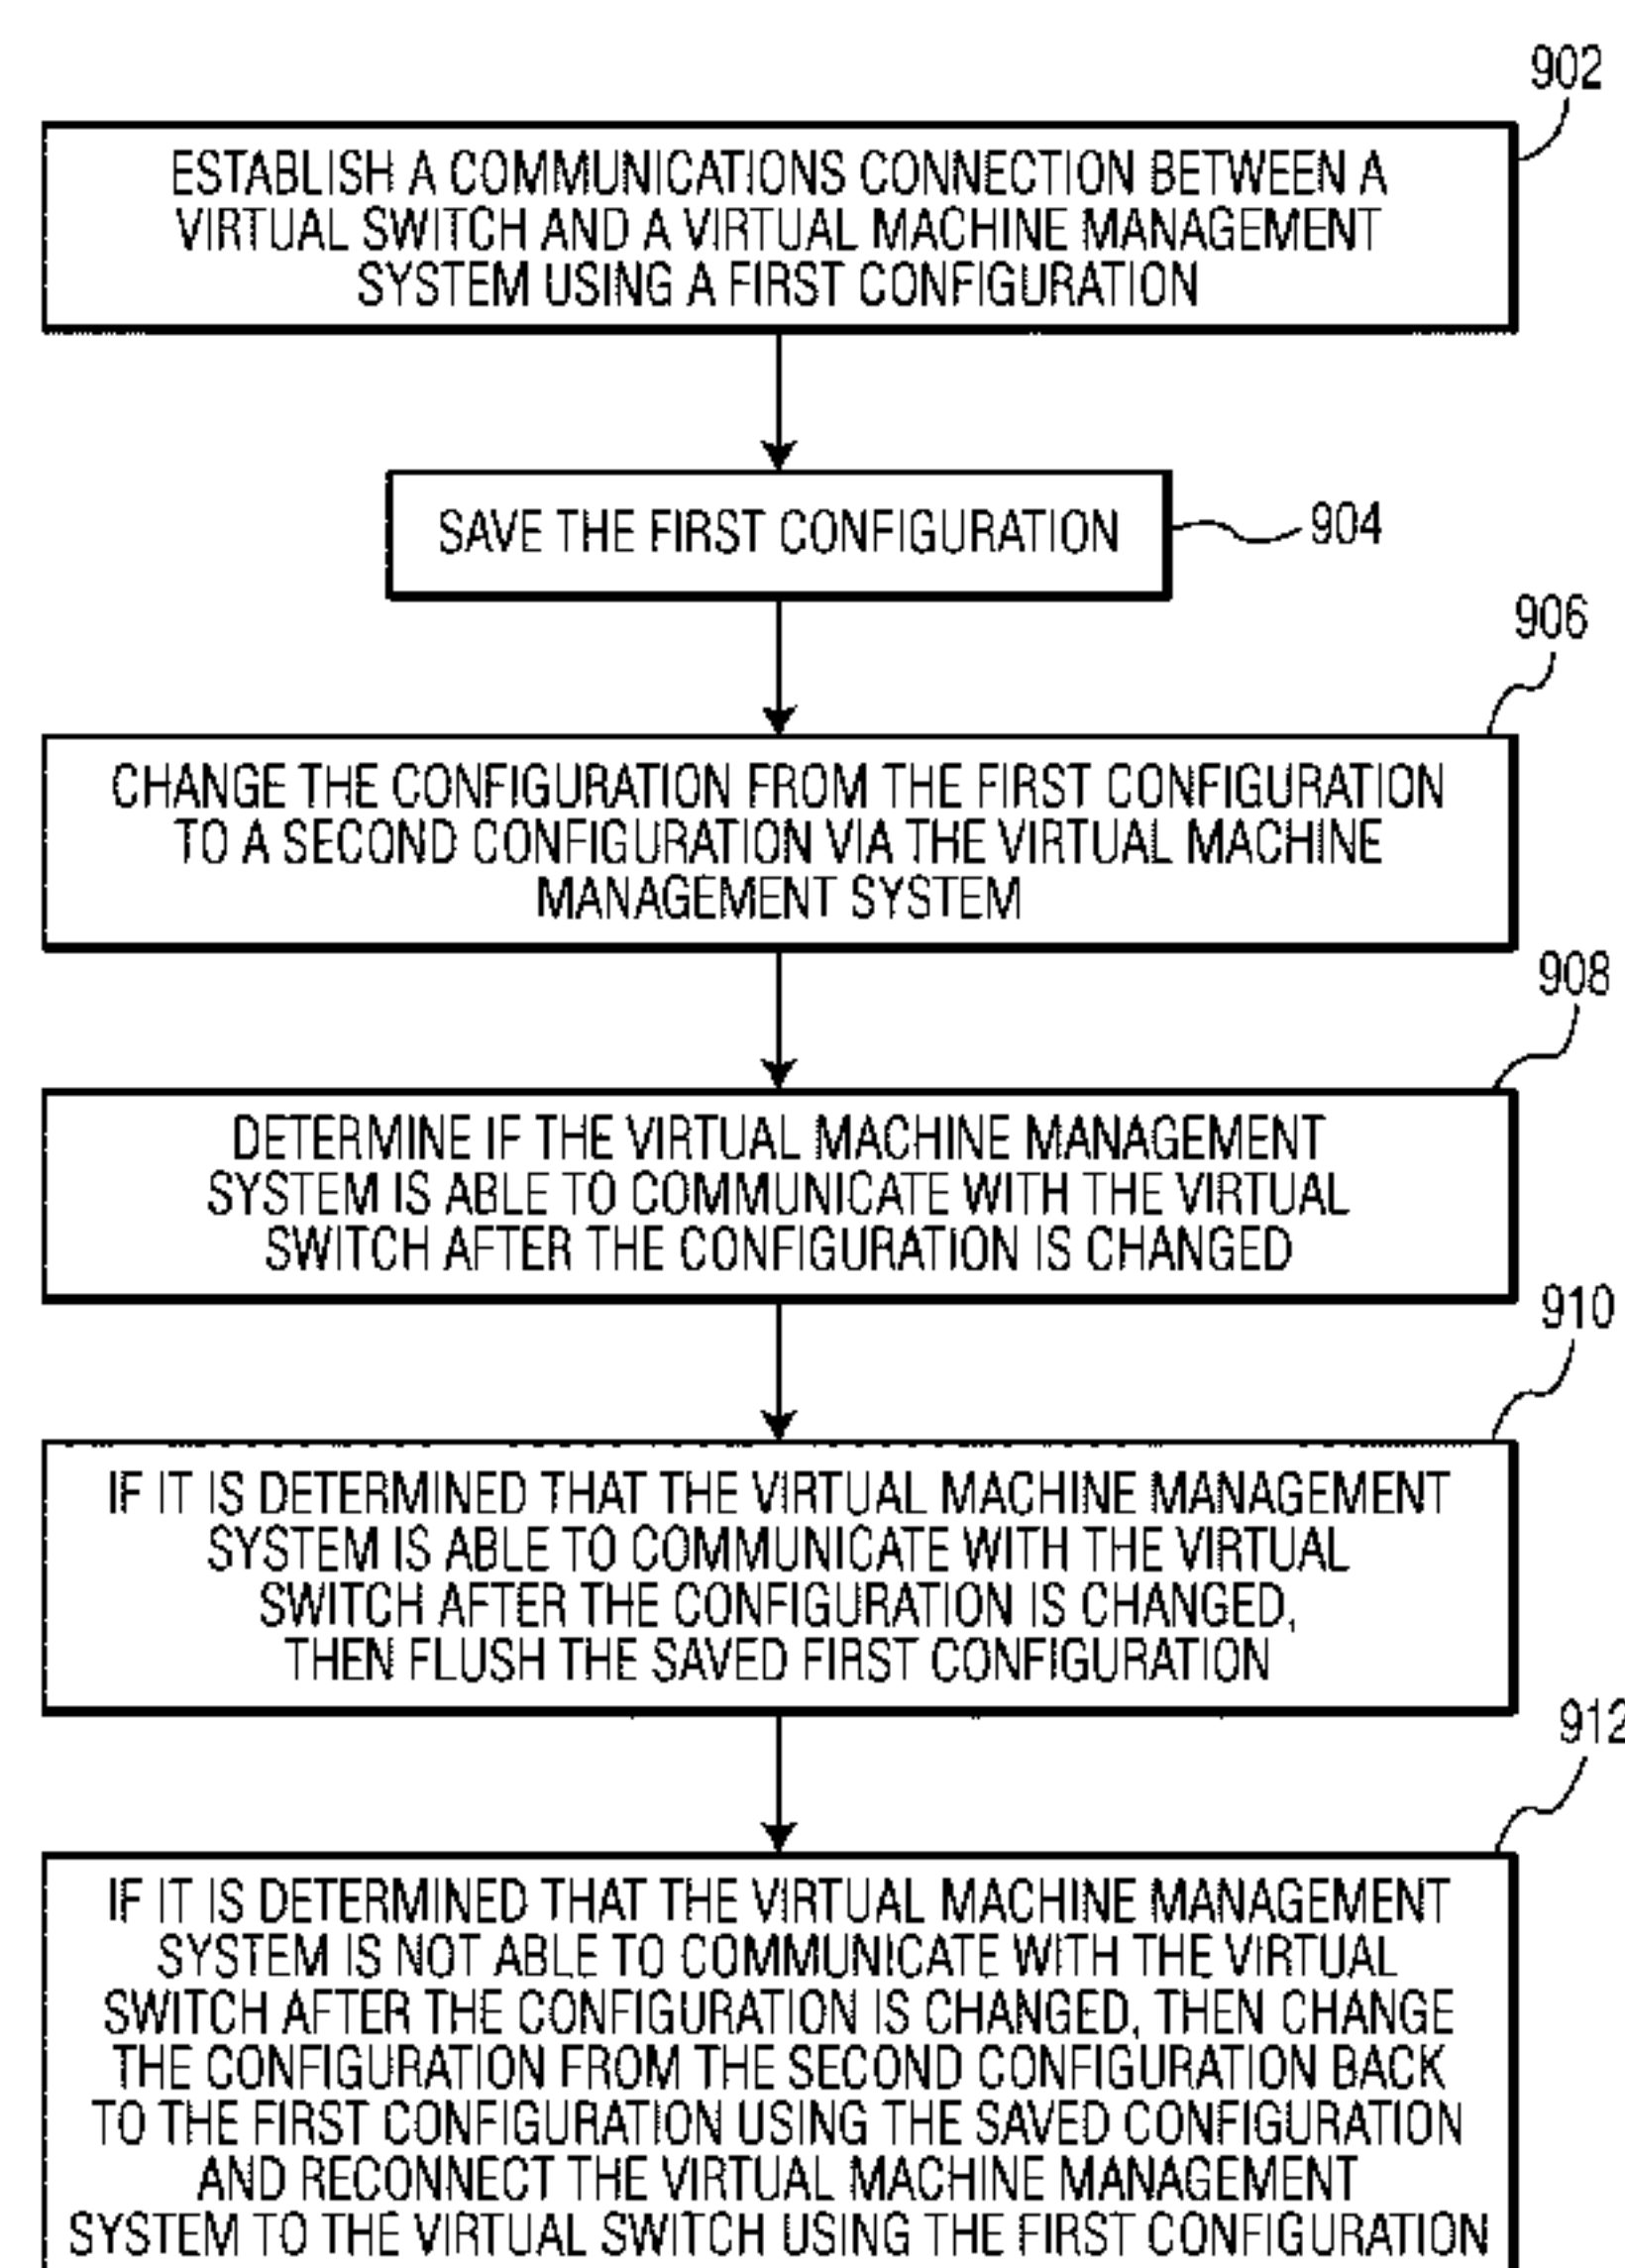 902
ESTABLISH A COMMUNICATIONS CONNECTION BETWEEN A
VIRTUAL SWITCH AND A VIRTUAL MACHINE MANAGEMENT
SYSTEM USING A FIRST CONFIGURATION
SAVE THE FIRST CONFIGURATION
904
906
CHANGE THE CONFIGURATION FROM THE FIRST CONFIGURATION
TO A SECOND CONFIGURATION VIA THE VIRTUAL MACHINE
MANAGEMENT SYSTEM
908
DETERMINE IF THE VIRTUAL MACHINE MANAGEMENT
SYSTEM IS ABLE TO COMMUNICATE WITH THE VIRTUAL
SWITCH AFTER THE CONFIGURATION IS CHANGED
910
IF IT IS DETERMINED THAT THE VIRTUAL MACHINE MANAGEMENT
SYSTEM IS ABLE TO COMMUNICATE WITH THE VIRTUAL
SWITCH AFTER THE CONFIGURATION IS CHANGED,
THEN FLUSH THE SAVED FIRST CONFIGURATION
912
IF IT IS DETERMINED THAT THE VIRTUAL MACHINE MANAGEMENT
SYSTEM IS NOT ABLE TO COMMUNICATE WITH THE VIRTUAL
SWITCH AFTER THE CONFIGURATION IS CHANGED, THEN CHANGE
THE CONFIGURATION FROM THE SECOND CONFIGURATION BACK
TO THE FIRST CONFIGURATION USING THE SAVED CONFIGURATION
AND RECONNECT THE VIRTUAL MACHINE MANAGEMENT
SYSTEM TO THE VIRTUAL SWITCH USING THE FIRST CONFIGURATION